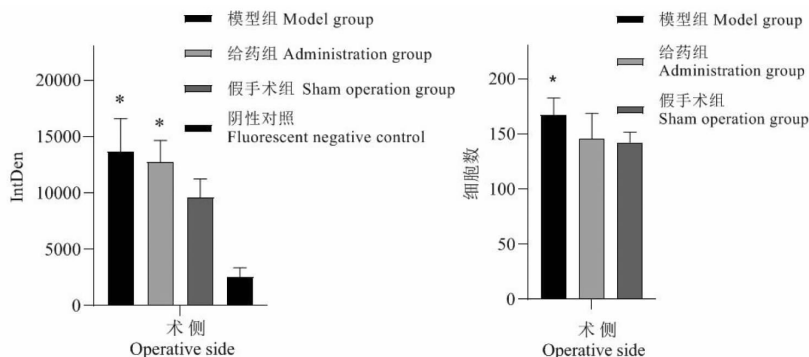 模型组 Model group
给药组 Administration group
假手术组 Sham operation group
阴性对照
Fluorescent negative control
20000
15000
10000
5000
0
IntDen
*
*
术 侧
Operative side
模型组 Model group
给药组
Administration group
假手术组
Sham operation group
200
150
100
50
0
细胞数
*
术 侧
Operative side